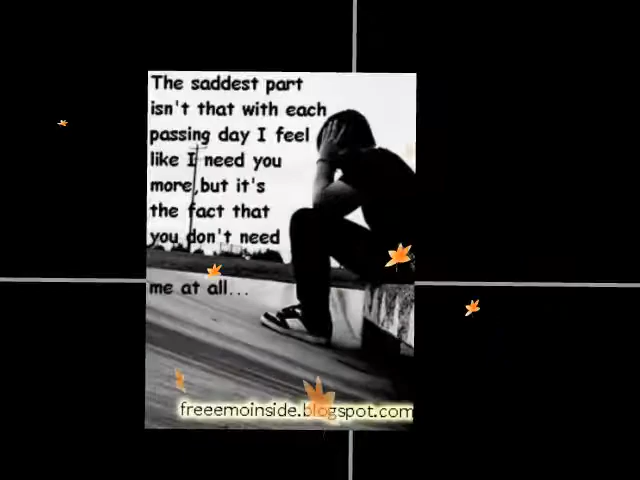 The saddest part
isn't that with each
passing day I feel
like I need you
more,but it's
the fact that
you don't need
me at all...
freeemoinside.blogspot.com